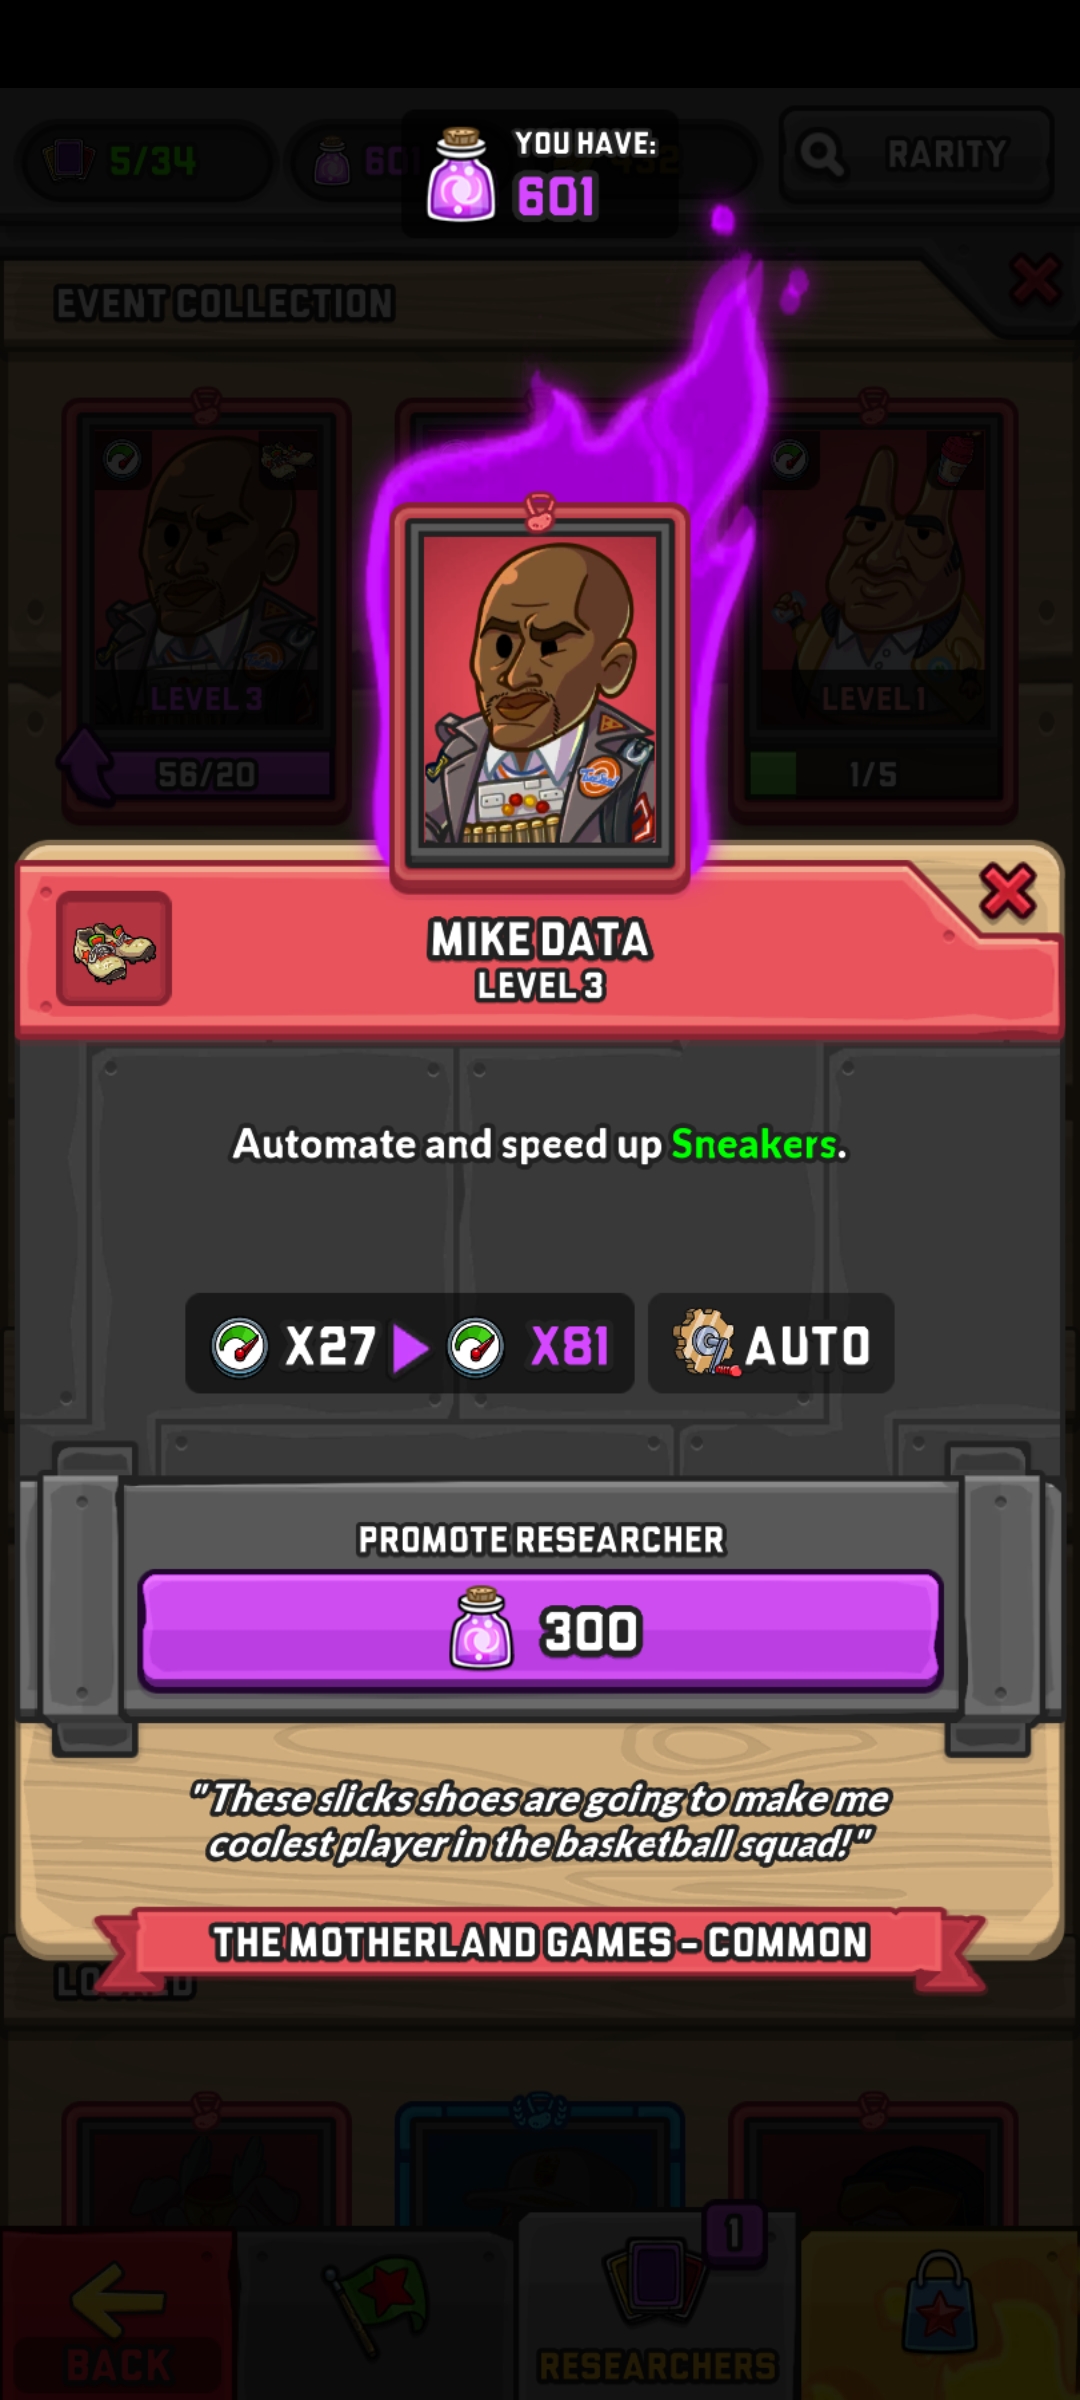 5/34
YOU HAVE:
601
RARITY
EVENT COLLECTION
LEVEL 3
LEVEL 1
56/20
1/5
MIKE DATA
LEVEL 3
Automate and speed up Sneakers.
X27 X81 AUTO
PROMOTE RESEARCHER
300
"These slicks shoes are going to make me
coolest player in the basketball squad!"
THE MOTHERLAND GAMES - COMMON
1
BACK
RESEARCHERS